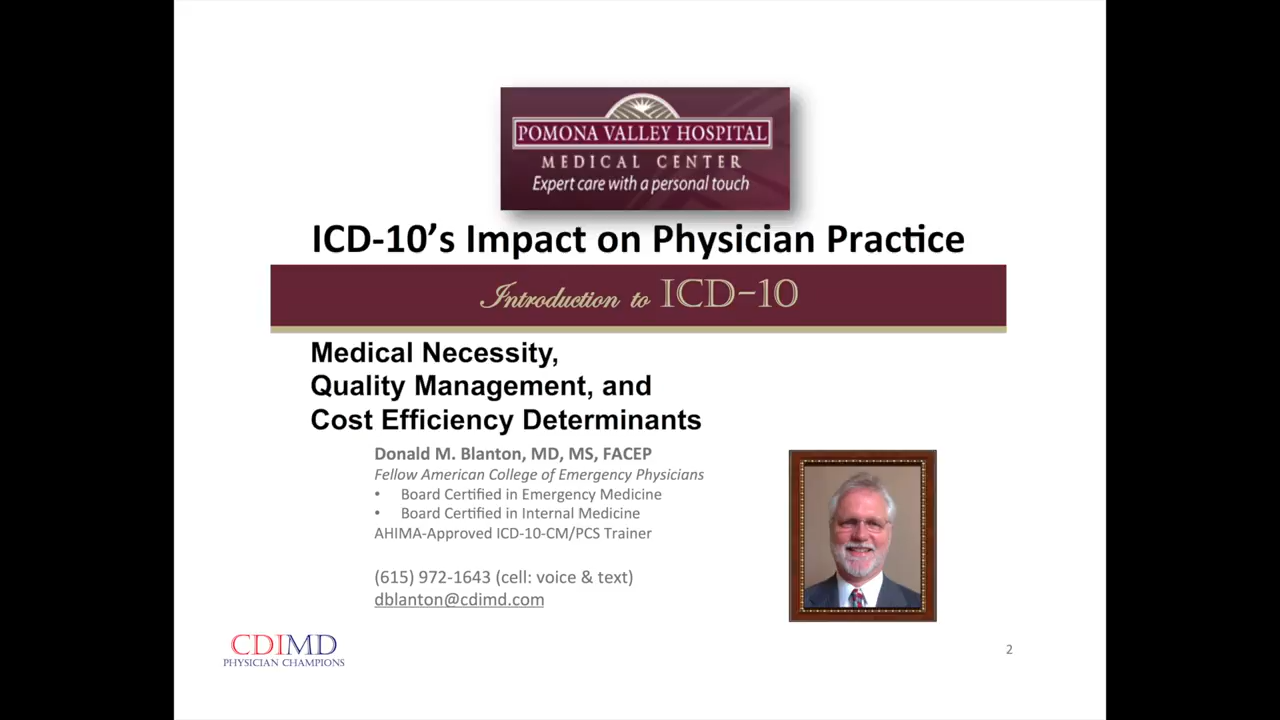 POMONA VALLEY HOSPITAL
MEDICAL CENTER
Expert care with a personal touch
ICD-10’s Impact on Physician Practice
Introduction to ICD-10
Medical Necessity,
Quality Management, and
Cost Efficiency Determinants
Donald M. Blanton, MD, MS, FACEP
Fellow American College of Emergency Physicians
• Board Certified in Emergency Medicine
• Board Certified in Internal Medicine
AHIMA-Approved ICD-10-CM/PCS Trainer
(615) 972-1643 (cell: voice & text)
dblanton@cdimd.com
CDIMD
PHYSICIAN CHAMPIONS
2